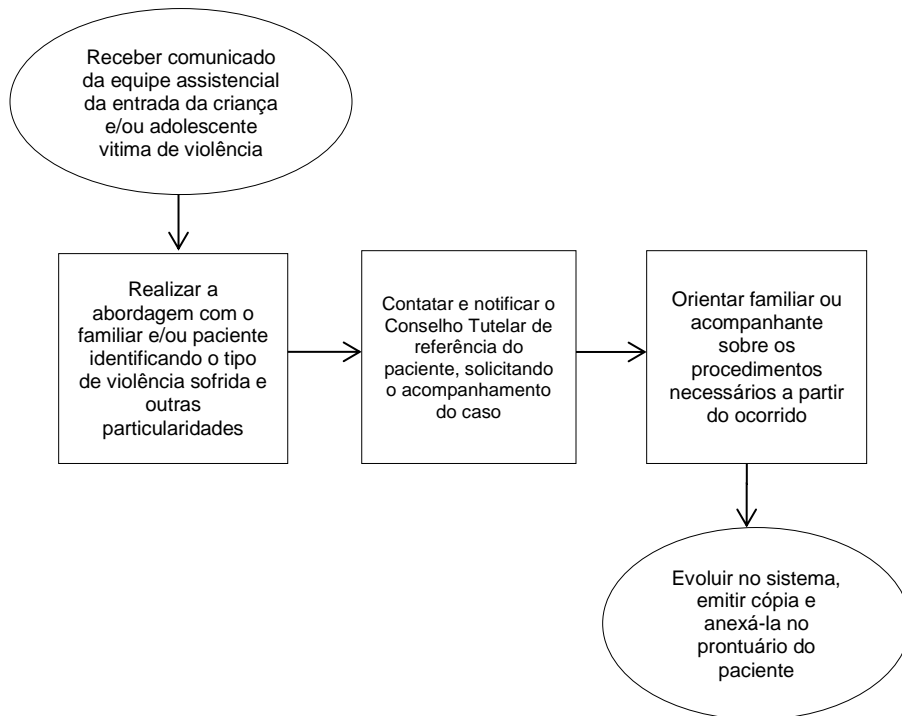 Receber comunicado
da equipe assistencial
da entrada da criança
e/ou adolescente
vitima de violência
Realizar a
abordagem com o
familiar e/ou paciente
identificando o tipo
de violência sofrida e
outras
particularidades
Contatar e notificar o
Conselho Tutelar de
referência do
paciente, solicitando
o acompanhamento
do caso
Orientar familiar ou
acompanhante
sobre os
procedimentos
necessários a partir
do ocorrido
Evoluir no sistema,
emitir cópia e
anexá-la no
prontuário do
paciente